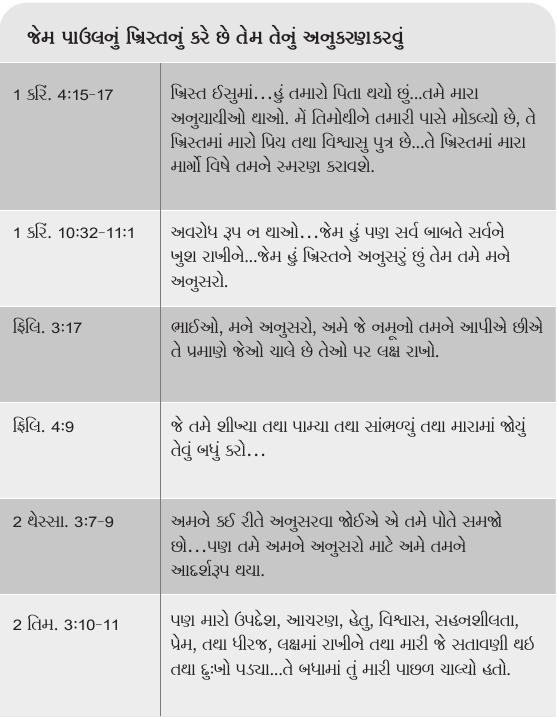 જેમ પાઉલનું ખ્રિસ્તનું કરે છે તેમ તેનું અનુકરણકરવું
1 કરિં. 4:15-17
ખ્રિસ્ત ઈસુમાં...હું તમારો પિતા થયો છું...તમે મારા
અનુયાયીઓ થાઓ. મેં તિમોથીને તમારી પાસે મોકલ્યો છે, તે
ખ્રિસ્તમાં મારો પ્રિય તથા વિશ્વાસુ પુત્ર છે...તે ખ્રિસ્તમાં મારા
માર્ગો વિષે તમને સ્મરણ કરાવશે.
1 કરિં. 10:32-11:1
અવરોધ રૂપ ન થાઓ...જેમ હું પણ સર્વ બાબતે સર્વને
ખુશ રાખીને...જેમ હું ખ્રિસ્તને અનુસરું છું તેમ તમે મને
અનુસરો.
ફિલિ. 3:17
ભાઈઓ, મને અનુસરો, અમે જે નમૂનો તમને આપીએ છીએ
તે પ્રમાણે જેઓ ચાલે છે તેઓ પર લક્ષ રાખો.
ફિલિ. 4:9
જે તમે શીખ્યા તથા પામ્યા તથા સાંભળ્યું તથા મારામાં જોયું
તેવું બધું કરો...
2 થેસ્સા. 3:7-9
અમને કઈ રીતે અનુસરવા જોઈએ એ તમે પોતે સમજો
છો...પણ તમે અમને અનુસરો માટે અમે તમને
આદર્શરૂપ થયા.
2 તિમ. 3:10-11
પણ મારો ઉપદેશ, આચરણ, હેતુ, વિશ્વાસ, સહનશીલતા,
પ્રેમ, તથા ધીરજ, લક્ષમાં રાખીને તથા મારી જે સતાવણી થઇ
તથા દુઃખો પડ્યા...તે બધામાં તું મારી પાછળ ચાલ્યો હતો.